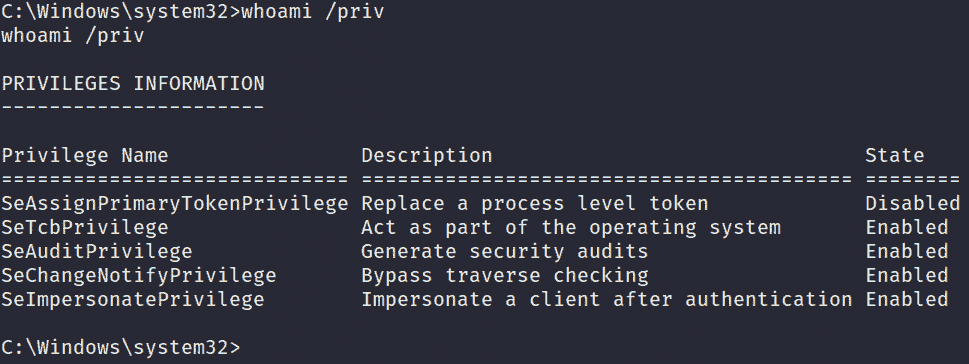 C:\Windows\system32>whoami /priv
whoami /priv

PRIVILEGES INFORMATION
----------------------

Privilege Name                Description                               State
============================= ========================================= ========
SeAssignPrimaryTokenPrivilege Replace a process level token             Disabled
SeTcbPrivilege                Act as part of the operating system       Enabled
SeAuditPrivilege              Generate security audits                  Enabled
SeChangeNotifyPrivilege       Bypass traverse checking                  Enabled
SeImpersonatePrivilege        Impersonate a client after authentication Enabled

C:\Windows\system32>